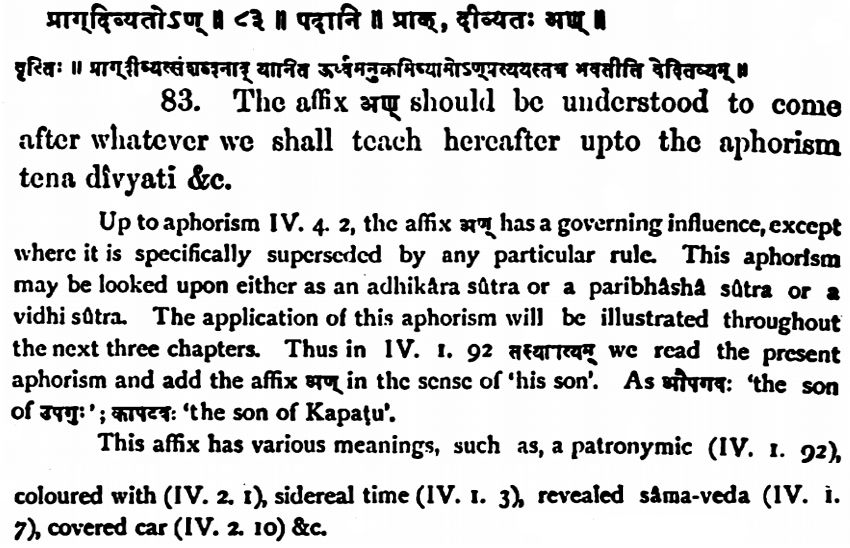 प्राग्दिव्यतोऽण् ॥ ८३ ॥ पदानि ॥ प्राक्, दीव्यतः अण् ॥
वृत्तिः ॥ प्राग्दीव्यत्संशब्दनाद् यानित ऊर्ध्वमनुक्रमिष्यामोऽण्प्रत्ययस्तत्र भवतीति वेदितव्यम् ॥
83. The affix अण् should be understood to come
after whatever we shall teach hereafter upto the aphorism
tena dîvyati &c.
Up to aphorism IV. 4. 2, the affix अण् has a governing influence, except
where it is specifically superseded by any particular rule. This aphorism
may be looked upon either as an adhikâra sûtra or a paribhâshâ sûtra or a
vidhi sûtra. The application of this aphorism will be illustrated throughout
the next three chapters. Thus in IV. 1. 92 तस्यापत्यम् we read the present
aphorism and add the affix अण् in the sense of 'his son'. As औपगवः 'the son
of उपगुः'; कापटवः 'the son of Kapaṭu'.
This affix has various meanings, such as, a patronymic (IV. 1. 92),
coloured with (IV. 2. 1), sidereal time (IV. 1. 3), revealed sâma-veda (IV. i.
7), covered car (IV. 2. 10) &c.